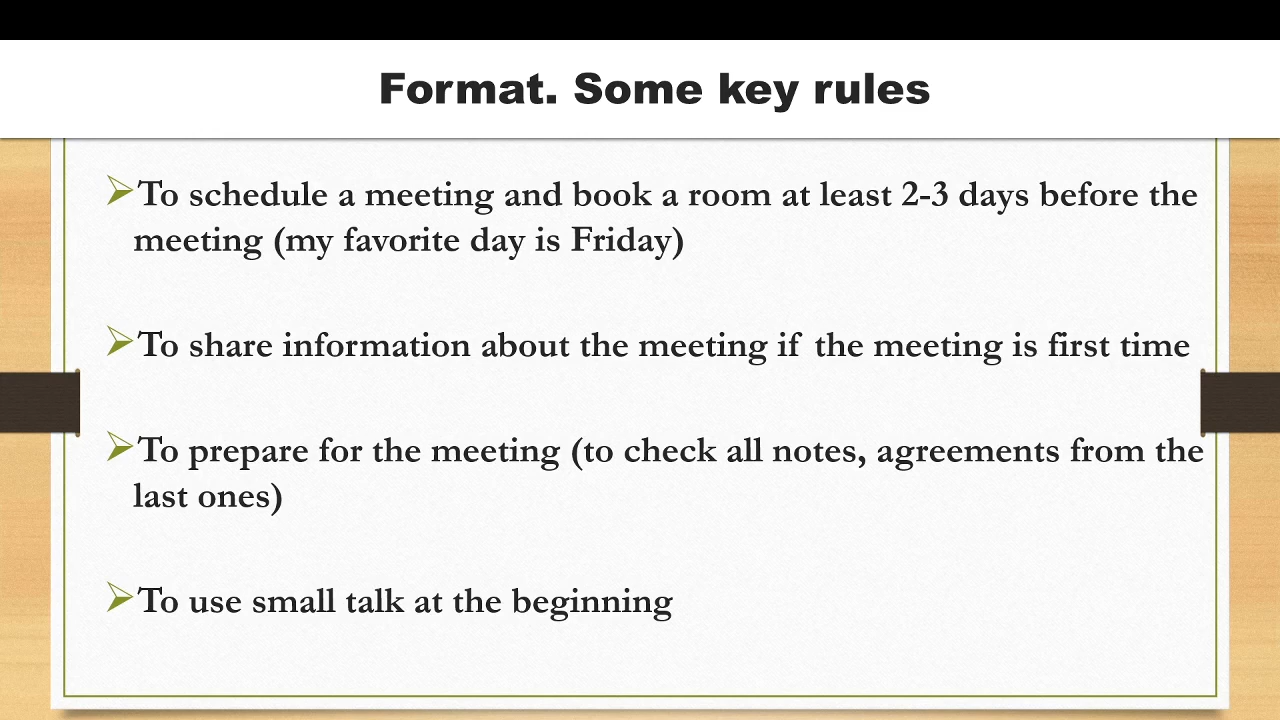 Format. Some key rules
To schedule a meeting and book a room at least 2-3 days before the
meeting (my favorite day is Friday)
To share information about the meeting if the meeting is first time
To prepare for the meeting (to check all notes, agreements from the
last ones)
To use small talk at the beginning